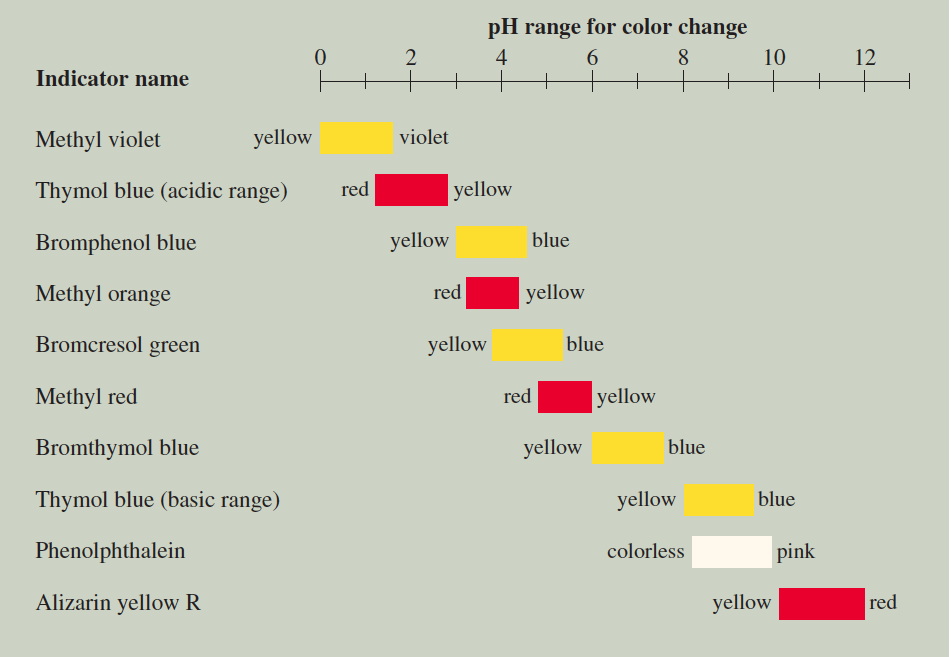 pH range for color change
0 2 4 6 8 10 12
Indicator name
Methyl violet yellow violet
Thymol blue (acidic range) red yellow
Bromphenol blue yellow blue
Methyl orange red yellow
Bromcresol green yellow blue
Methyl red red yellow
Bromthymol blue yellow blue
Thymol blue (basic range) yellow blue
Phenolphthalein colorless pink
Alizarin yellow R yellow red